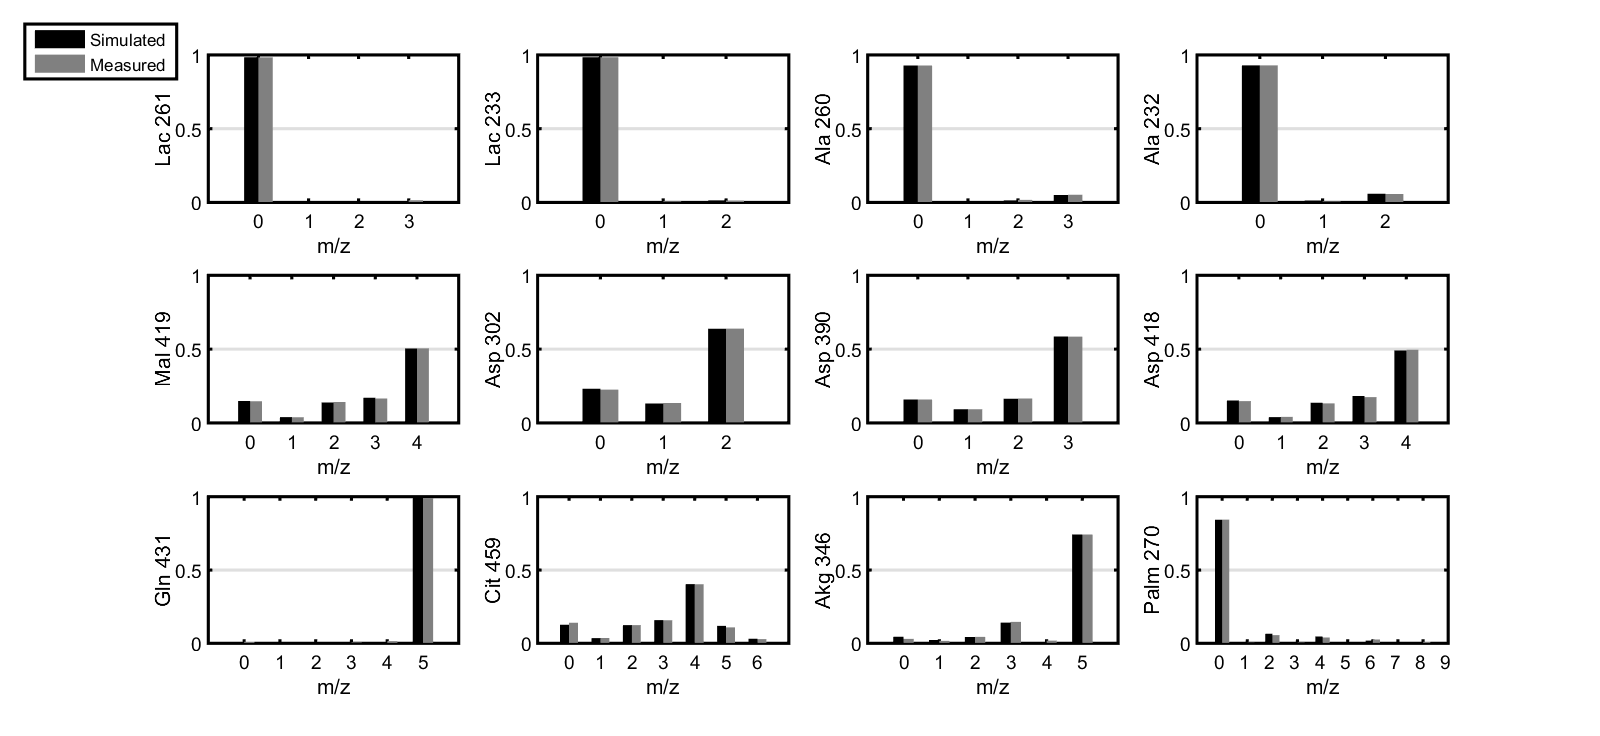 Simulated
Measured
Lac 261
1
0.5
0
0 1 2 3
m/z
Lac 233
1
0.5
0
0 1 2
m/z
Ala 260
1
0.5
0
0 1 2 3
m/z
Ala 232
1
0.5
0
0 1 2
m/z
Mal 419
1
0.5
0
0 1 2 3 4
m/z
Asp 302
1
0.5
0
0 1 2
m/z
Asp 390
1
0.5
0
0 1 2 3
m/z
Asp 418
1
0.5
0
0 1 2 3 4
m/z
Gln 431
1
0.5
0
0 1 2 3 4 5
m/z
Cit 459
1
0.5
0
0 1 2 3 4 5 6
m/z
Akg 346
1
0.5
0
0 1 2 3 4 5
m/z
Palm 270
1
0.5
0
0 1 2 3 4 5 6 7 8 9
m/z